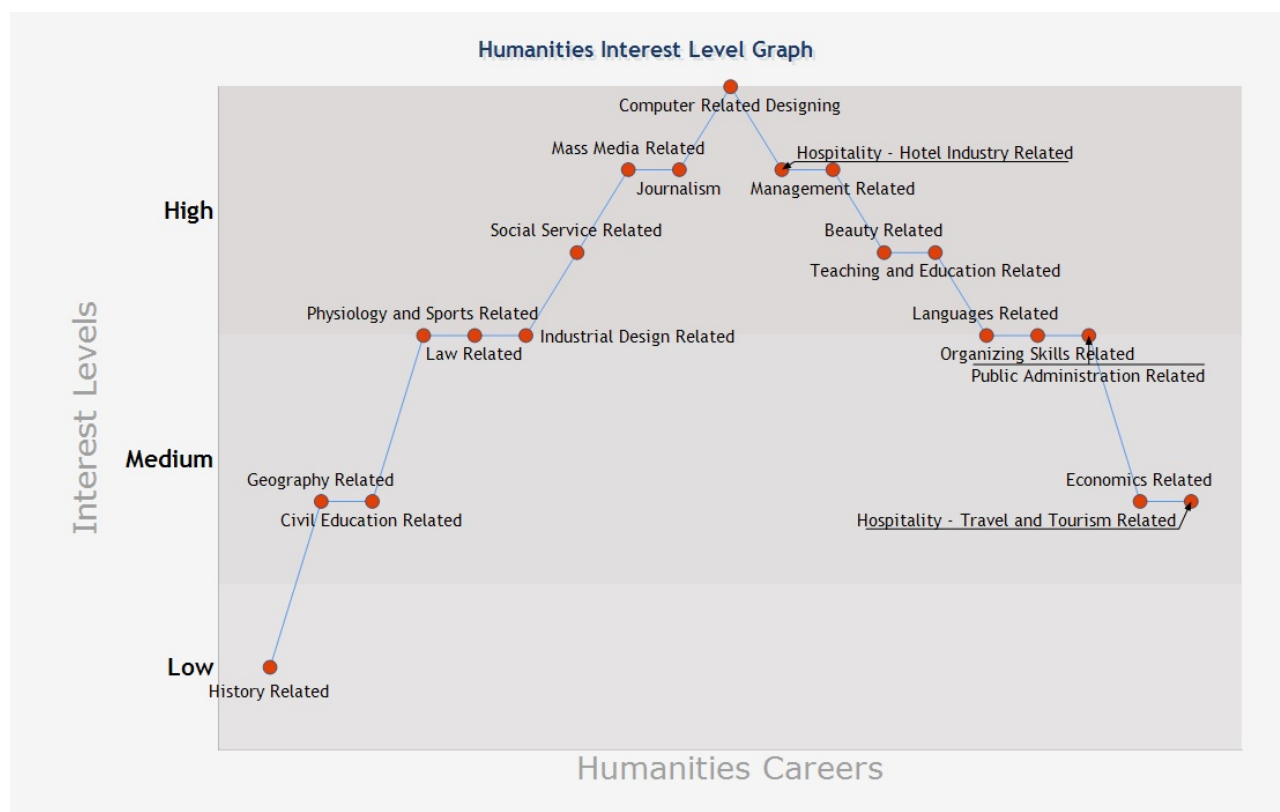 Humanities Interest Level Graph
Computer Related Designing
Mass Media Related
Hospitality - Hotel Industry Related
Journalism
Management Related
High
Social Service Related
Beauty Related
Teaching and Education Related
Physiology and Sports Related
Languages Related
Industrial Design Related
Law Related
Organizing Skills Related
Public Administration Related
Interest Levels
Medium
Geography Related
Economics Related
Civil Education Related
Hospitality - Travel and Tourism Related
Low
History Related
Humanities Careers